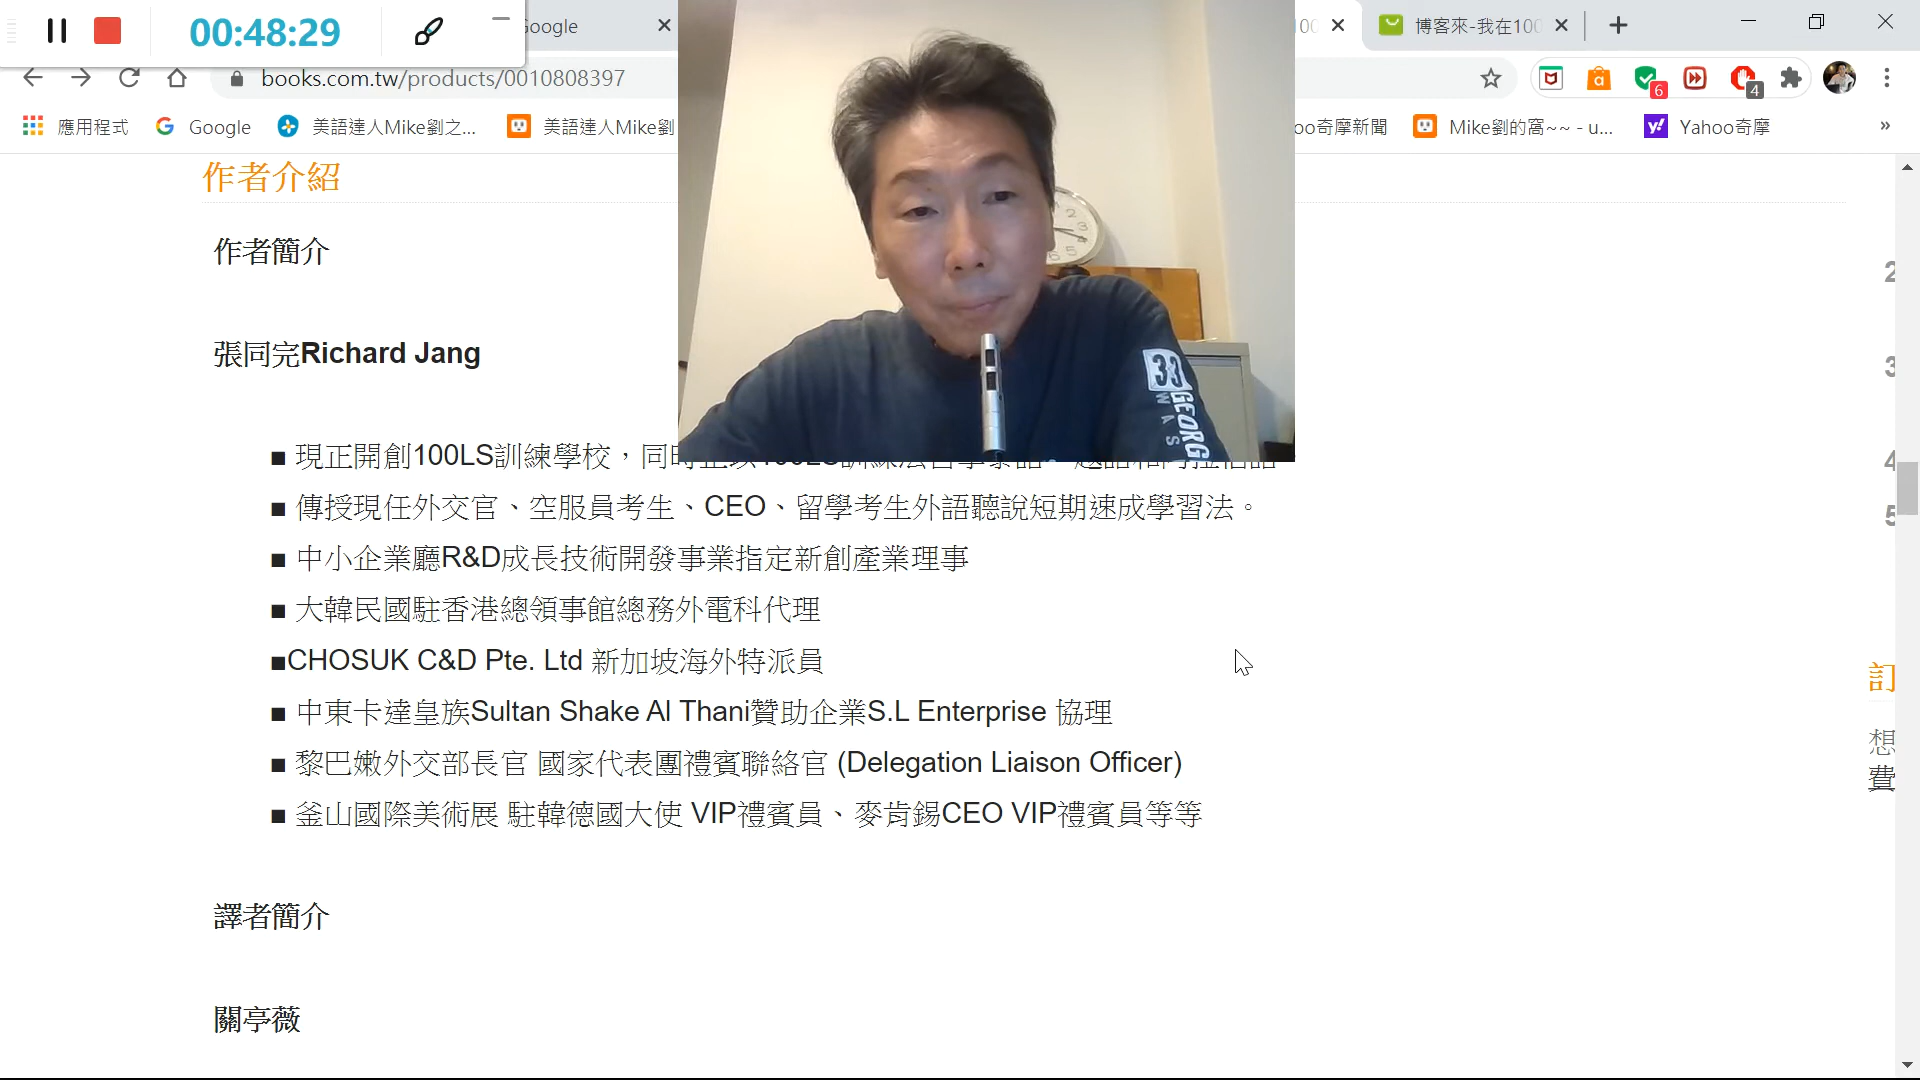 00:48:29
Google
100
博客來-我在100
books.com.tw/products/0010808397
6
4
應用程式
Google
美語達人Mike劉之...
美語達人Mike劉
oo奇摩新聞
Mike劉的窩~~ - u...
Yahoo奇摩
»
作者介紹
作者簡介
2
張同完Richard Jang
3
33 GEORG
WAS
■ 現正開創100LS訓練學校，同時
4
■ 傳授現任外交官、空服員考生、CEO、留學考生外語聽說短期速成學習法。
5
■ 中小企業廳R&D成長技術開發事業指定新創產業理事
■ 大韓民國駐香港總領事館總務外電科代理
■CHOSUK C&D Pte. Ltd 新加坡海外特派員
訂
■ 中東卡達皇族Sultan Shake Al Thani贊助企業S.L Enterprise 協理
想
■ 黎巴嫩外交部長官 國家代表團禮賓聯絡官 (Delegation Liaison Officer)
費
■ 釜山國際美術展 駐韓德國大使 VIP禮賓員、麥肯錫CEO VIP禮賓員等等
譯者簡介
關亭薇